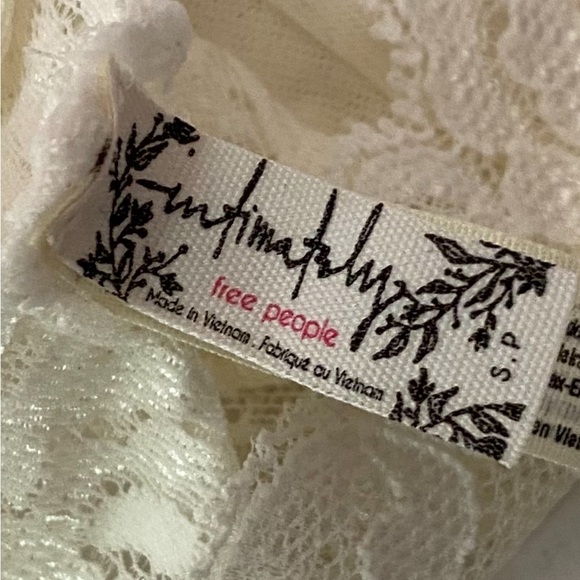 intimately
free people
Made in Vietnam . Fabriqué au Vietnam
S.P